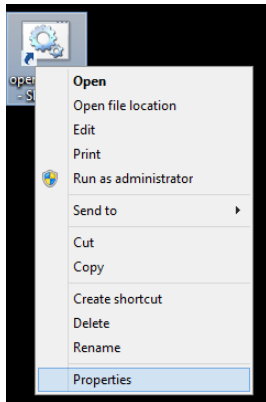 Open
Open file location
Edit
Print
Run as administrator
Send to
Cut
Copy
Create shortcut
Delete
Rename
Properties